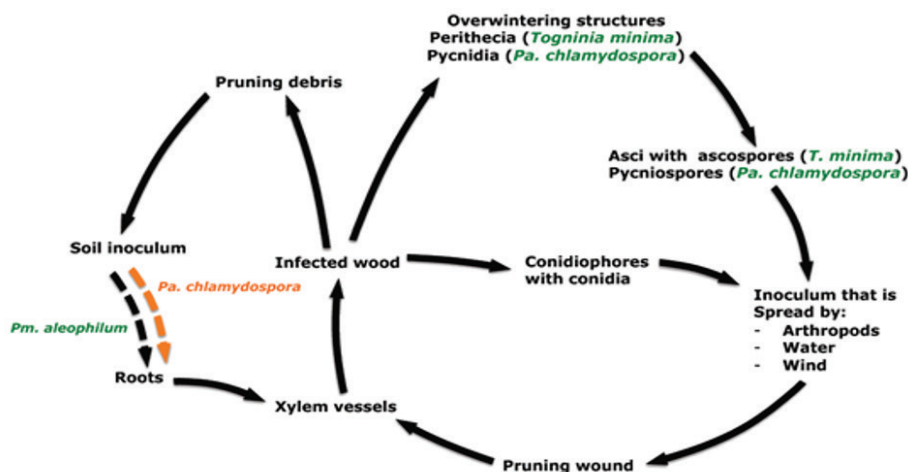 Overwintering structures
Perithecia (Togninia minima)
Pycnidia (Pa. chlamydospora)
Pruning debris
Asci with ascospores (T. minima)
Pycniospores (Pa. chlamydospora)
Soil inoculum
Infected wood
Conidiophores
with conidia
Pa. chlamydospora
Inoculum that is
Spread by:
- Arthropods
- Water
- Wind
Pm. aleophilum
Roots
Xylem vessels
Pruning wound